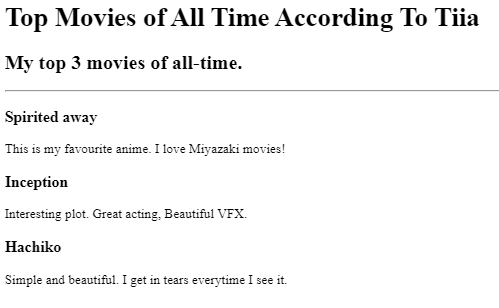 Top Movies of All Time According To Tiia
My top 3 movies of all-time.
Spirited away
This is my favourite anime. I love Miyazaki movies!
Inception
Interesting plot. Great acting, Beautiful VFX.
Hachiko
Simple and beautiful. I get in tears everytime I see it.